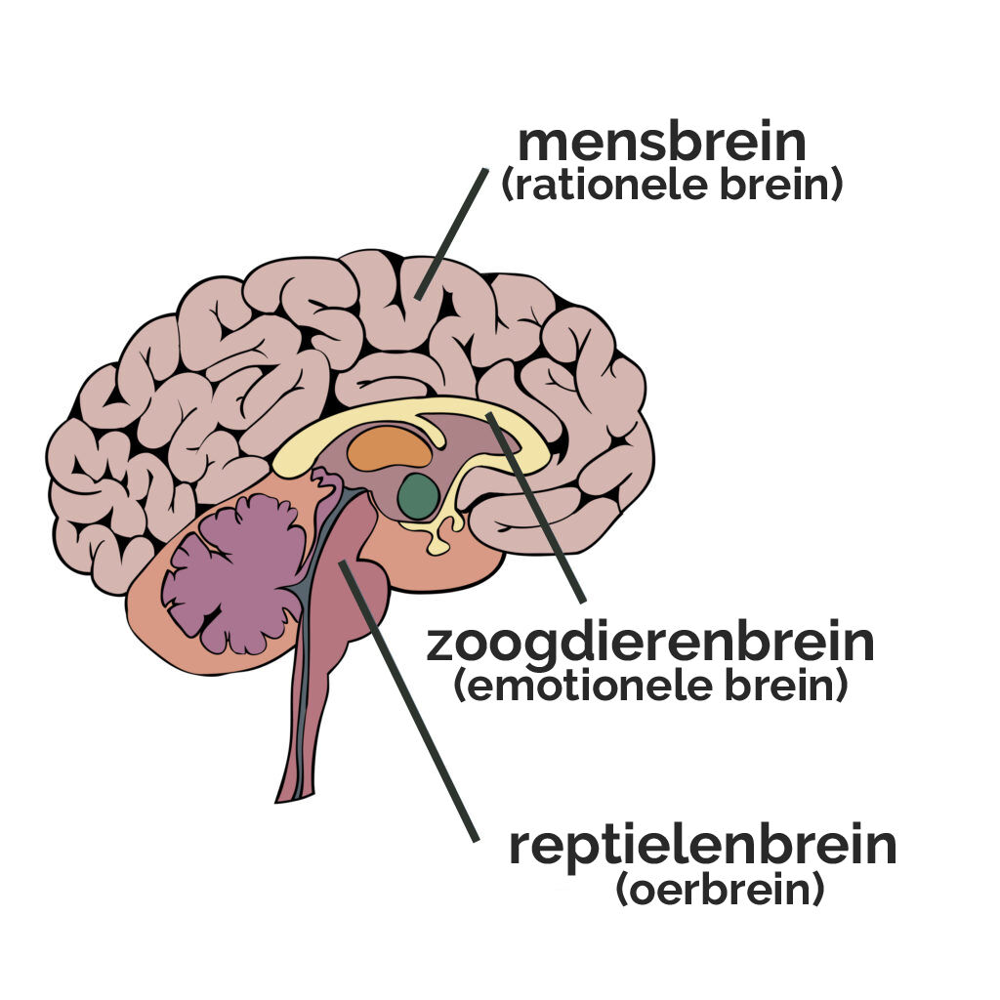 mensbrein
(rationele brein)
zoogdierenbrein
(emotionele brein)
reptielenbrein
(oerbrein)